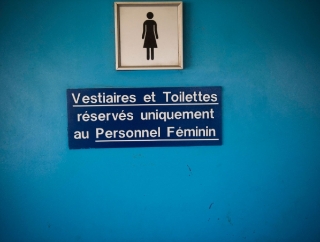 Vestiaires et Toilettes
réservés uniquement
au Personnel Féminin